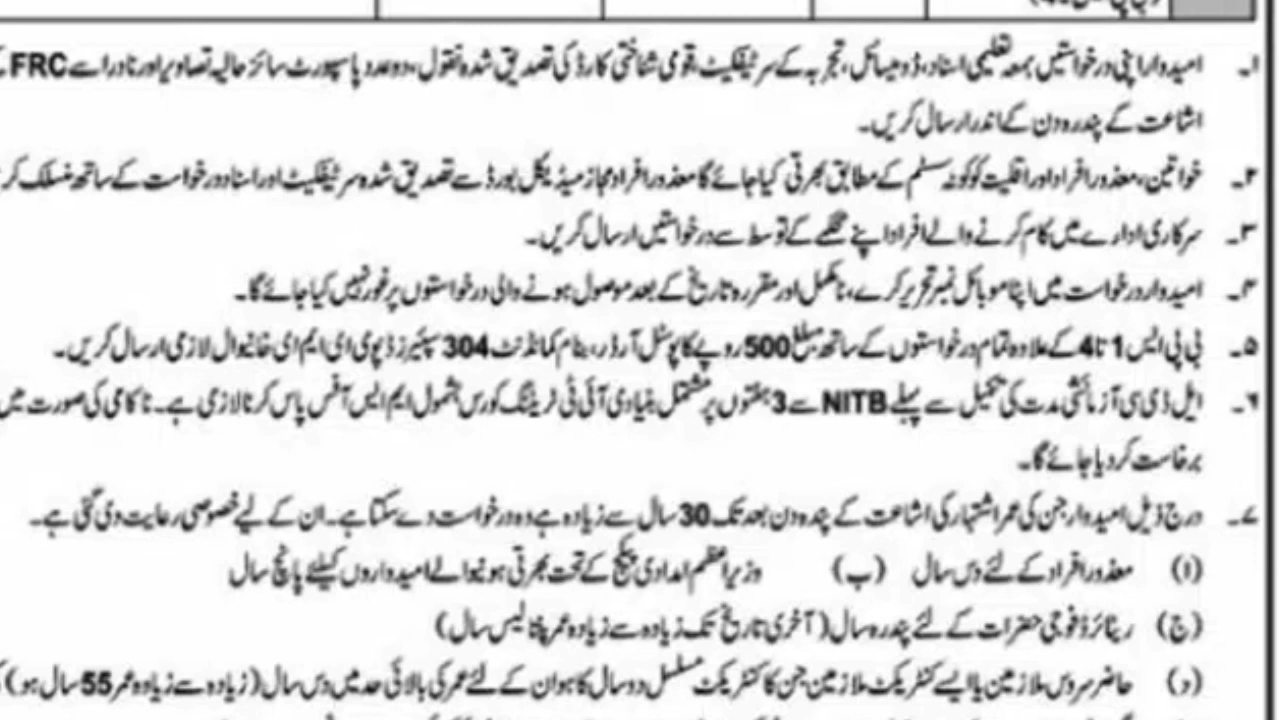 ۱۔ امیدوار اپنی درخواستیں بمعہ تعلیمی اسناد، ڈومیسائل، تجربہ کے سرٹیفکیٹ، قومی شناختی کارڈ کی تصدیق شدہ نقول، دو عدد پاسپورٹ سائز حالیہ تصاویر اور نادرا سے FRC
اشاعت کے پندرہ دن کے اندر ارسال کریں۔
۲۔ خواتین، معذور افراد اور اقلیت کو کوٹہ سسٹم کے مطابق بھرتی کیا جائے گا معذور افراد مجاز میڈیکل بورڈ سے تصدیق شدہ سرٹیفکیٹ اور اسناد درخواست کے ساتھ منسلک کر
۳۔ سرکاری ادارے میں کام کرنے والے افراد اپنے محکمے کے توسط سے درخواستیں ارسال کریں۔
۴۔ امیدوار درخواست میں اپنا موبائل نمبر تحریر کرے، نامکمل اور مقررہ تاریخ کے بعد موصول ہونے والی درخواستوں پر غور نہیں کیا جائے گا۔
۵۔ بی پی ایس 1 تا 4 کے علاوہ تمام درخواستوں کے ساتھ مبلغ 500 روپے کا پوسٹل آرڈر، بنام کمانڈنٹ 304 سپئیرز ڈپو ی ای ایم ای خانیوال لازمی ارسال کریں۔
۶۔ ایل ڈی سی آزمائشی مدت کی تکمیل سے پہلے NITB سے 3 ہفتوں پر مشتمل بنیادی آئی ٹی ٹریننگ کورس بشمول ایم ایس آفس پاس کرنا لازمی ہے۔ ناکامی کی صورت میں
برخاست کر دیا جائے گا۔
۷۔ درج ذیل امیدوار جن کی عمر اشتہار کی اشاعت کے پندرہ دن بعد تک 30 سال سے زیادہ ہے وہ درخواست دے سکتا ہے۔ ان کے لیے خصوصی رعایت دی گئی ہے۔
(ا) معذور افراد کے لئے دس سال (ب) وزیر اعظم امدادی پیکج کے تحت بھرتی ہونیوالے امیدواروں کیلئے پانچ سال
(ج) ریٹائرڈ فوجی حضرات کے لئے پندرہ سال (آخری تاریخ تک زیادہ سے زیادہ عمر پنتالیس سال)
(د) حاضر سروس ملازمین یا ایسے کنٹریکٹ ملازمین جن کا کنٹریکٹ مسلسل دو سال کا ہو ان کے لئے عمر کی بالائی حد میں دس سال (زیادہ سے زیادہ عمر 55 سال ہو)